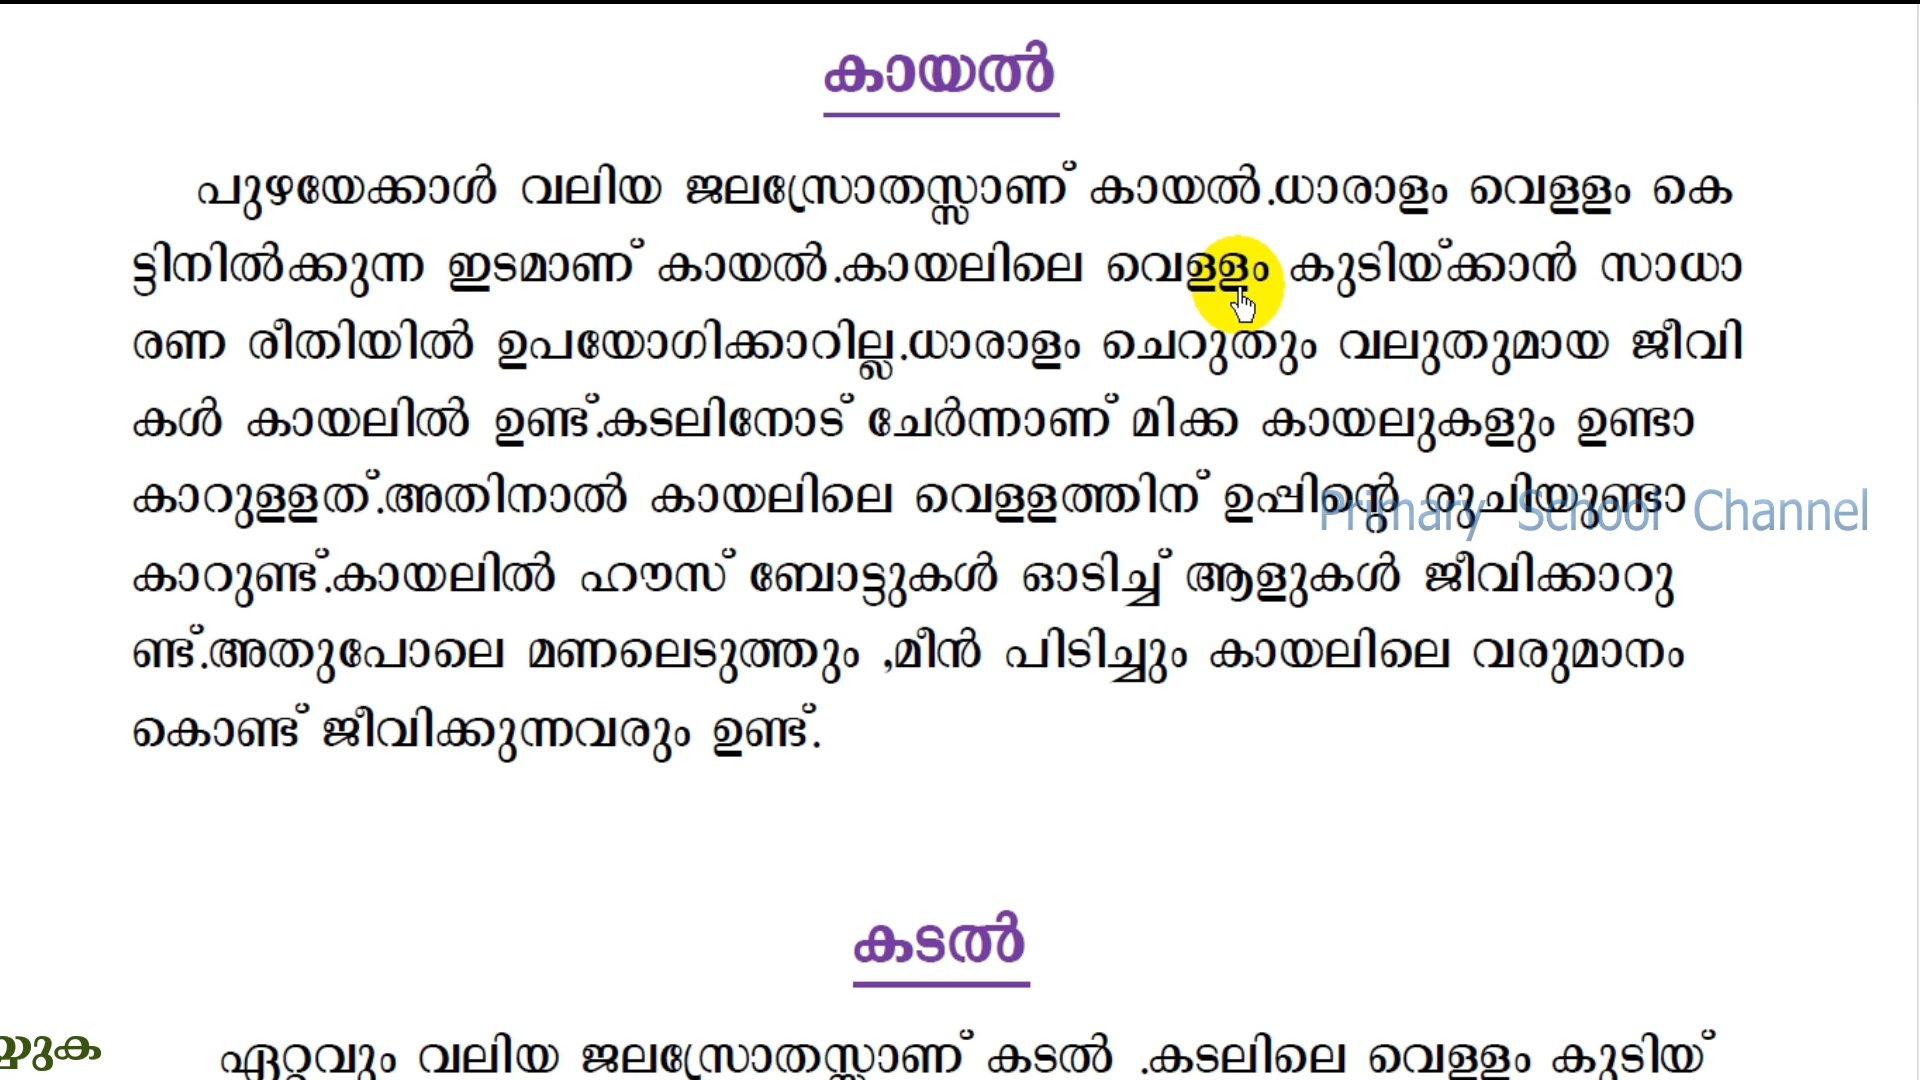 കായൽ
പുഴയേക്കാൾ വലിയ ജലസ്രോതസ്സാണ് കായൽ.ധാരാളം വെള്ളം കെ
ട്ടിനിൽക്കുന്ന ഇടമാണ് കായൽ.കായലിലെ വെള്ളം കുടിയ്ക്കാൻ സാധാ
രണ രീതിയിൽ ഉപയോഗിക്കാറില്ല.ധാരാളം ചെറുതും വലുതുമായ ജീവി
കൾ കായലിൽ ഉണ്ട്.കടലിനോട് ചേർന്നാണ് മിക്ക കായലുകളും ഉണ്ടാ
കാറുള്ളത്.അതിനാൽ കായലിലെ വെള്ളത്തിന് ഉപ്പിന്റെ രുചിയുണ്ടാ
Primary School Channel
കാറുണ്ട്.കായലിൽ ഹൗസ് ബോട്ടുകൾ ഓടിച്ച് ആളുകൾ ജീവിക്കാറു
ണ്ട്.അതുപോലെ മണലെടുത്തും ,മീൻ പിടിച്ചും കായലിലെ വരുമാനം
കൊണ്ട് ജീവിക്കുന്നവരും ഉണ്ട്.
കടൽ
ഏറ്റവും വലിയ ജലസ്രോതസ്സാണ് കടൽ .കടലിലെ വെള്ളം കുടിയ്